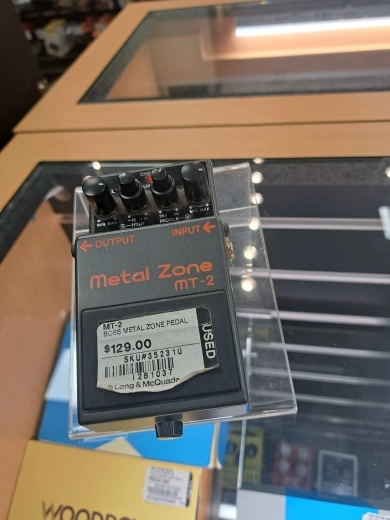 OUTPUT
INPUT
Metal Zone
MT-2
MT-2
BOSS METAL ZONE PEDAL
$129.00
SKU#35231U
2B1037
Long & McQuade
USED